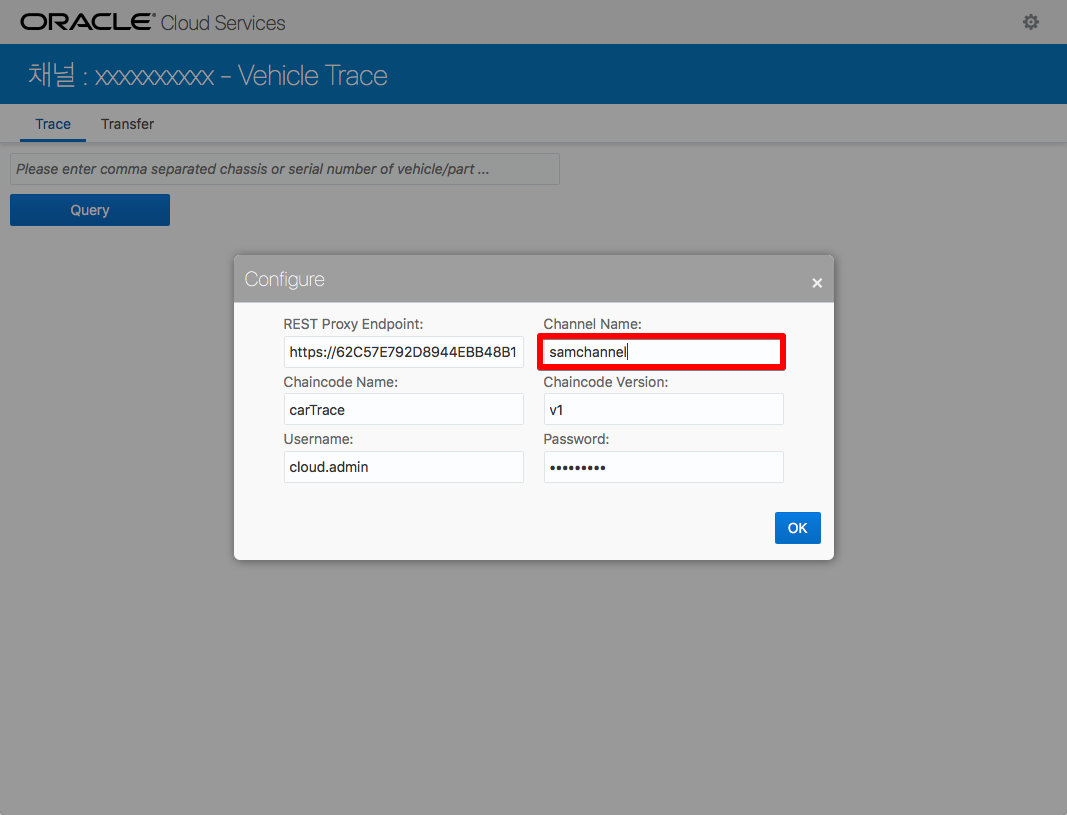 ORACLE® Cloud Services
채널 : xxxxxxxxxx - Vehicle Trace
Trace Transfer
Please enter comma separated chassis or serial number of vehicle/part ...
Query
Configure
REST Proxy Endpoint: Channel Name:
https://62C57E792D8944EBB48B1 samchannel
Chaincode Name: Chaincode Version:
carTrace v1
Username: Password:
cloud.admin •••••••••
OK